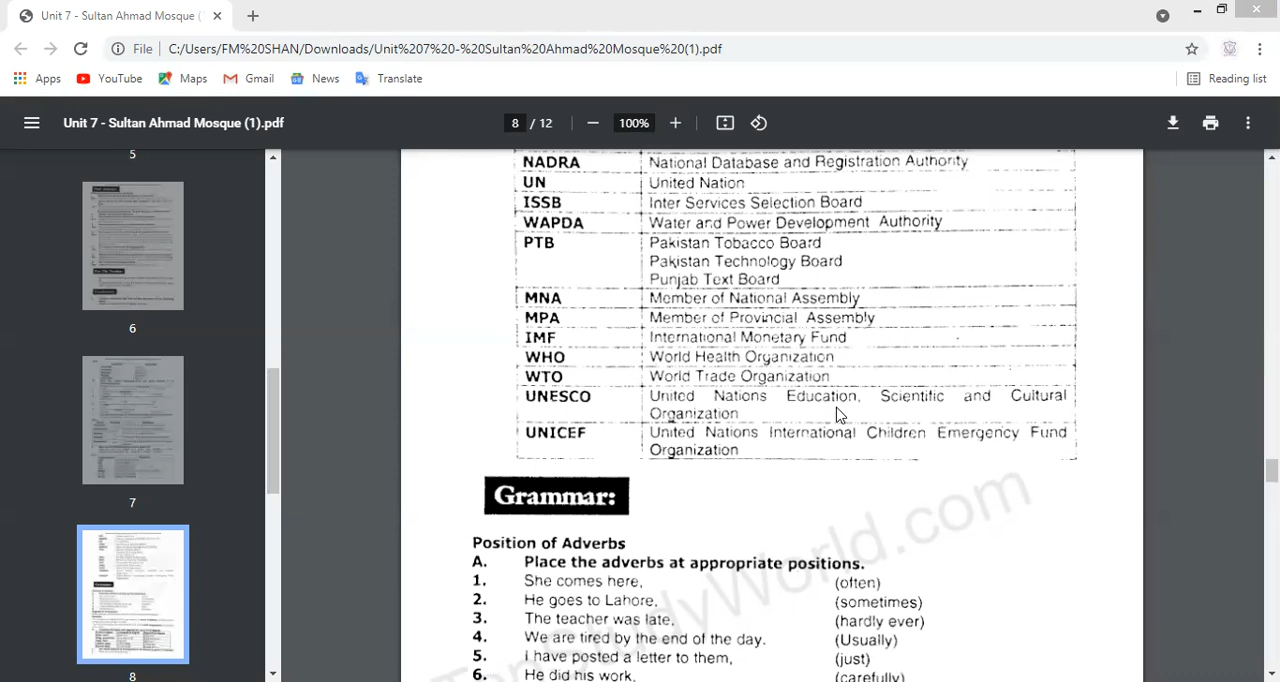 Unit 7 - Sultan Ahmad Mosque (
File C:/Users/FM%20SHAN/Downloads/Unit%207%20-%20Sultan%20Ahmad%20Mosque%20(1).pdf
Apps YouTube Maps Gmail News Translate Reading list
Unit 7 - Sultan Ahmad Mosque (1).pdf 8 / 12 100%
5
6
7
8
NADRA National Database and Registration Authority
UN United Nation
ISSB Inter Services Selection Board
WAPDA Water and Power Development Authority
PTB Pakistan Tobacco Board
Pakistan Technology Board
Punjab Text Board
MNA Member of National Assembly
MPA Member of Provincial Assembly
IMF International Monetary Fund
WHO World Health Organization
WTO World Trade Organization
UNESCO United Nations Education, Scientific and Cultural
Organization
UNICEF United Nations International Children Emergency Fund
Organization
Grammar:
Position of Adverbs
A. Place the adverbs at appropriate positions.
1. She comes here, (often)
2. He goes to Lahore, (sometimes)
3. teacher was late, (hardly ever)
4. We tired by the end of the day. (usually)
5. I have posted a letter to them, (just)
6. He did his work, (carefully)
.com